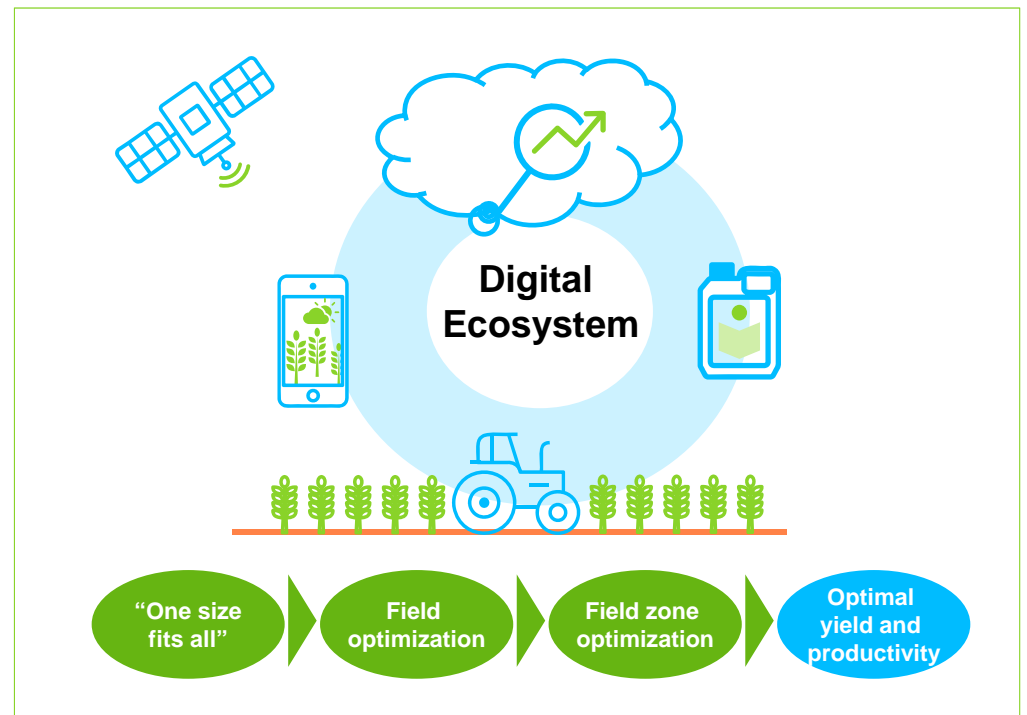 Digital
Ecosystem
“One size
fits all”
Field
optimization
Field zone
optimization
Optimal
yield and
productivity